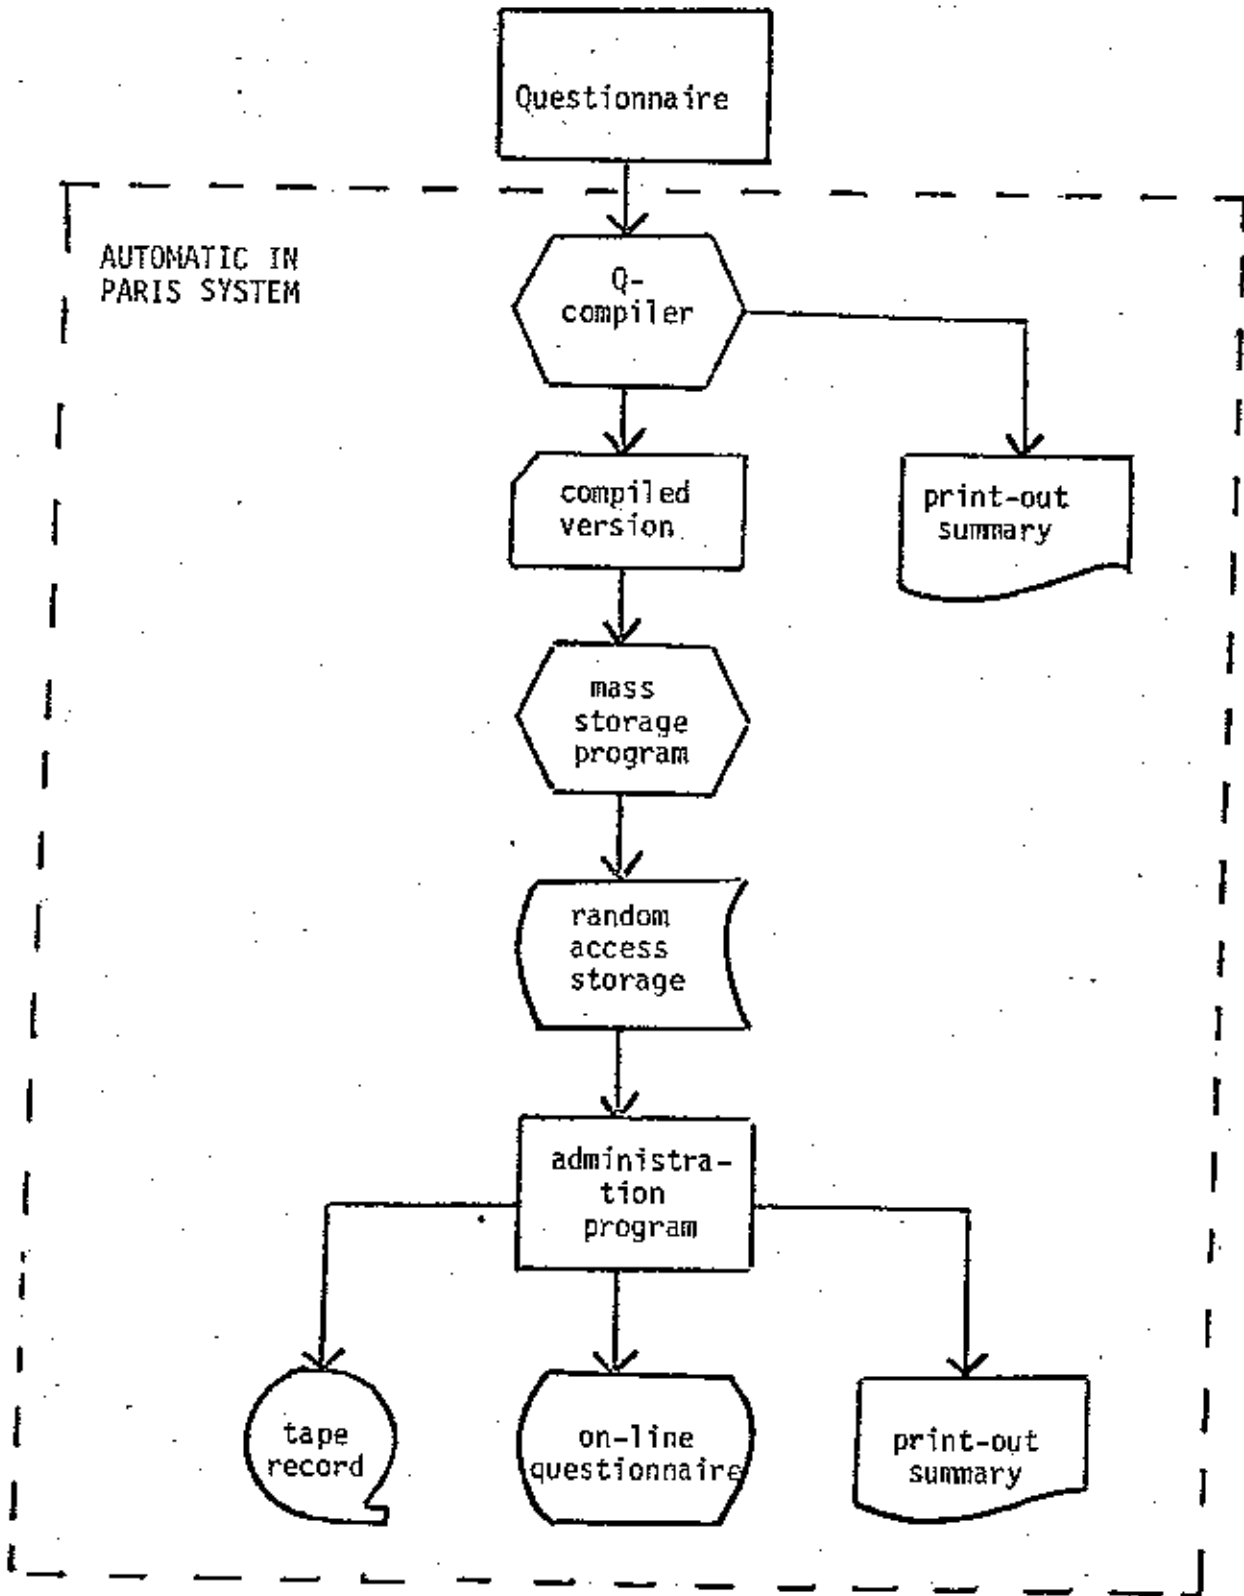 Questionnaire
AUTOMATIC IN
PARIS SYSTEM
Q-
compiler
compiled
version
print-out
summary
mass
storage
program
random
access
storage
administra-
tion
program
tape
record
on-line
questionnaire
print-out
summary